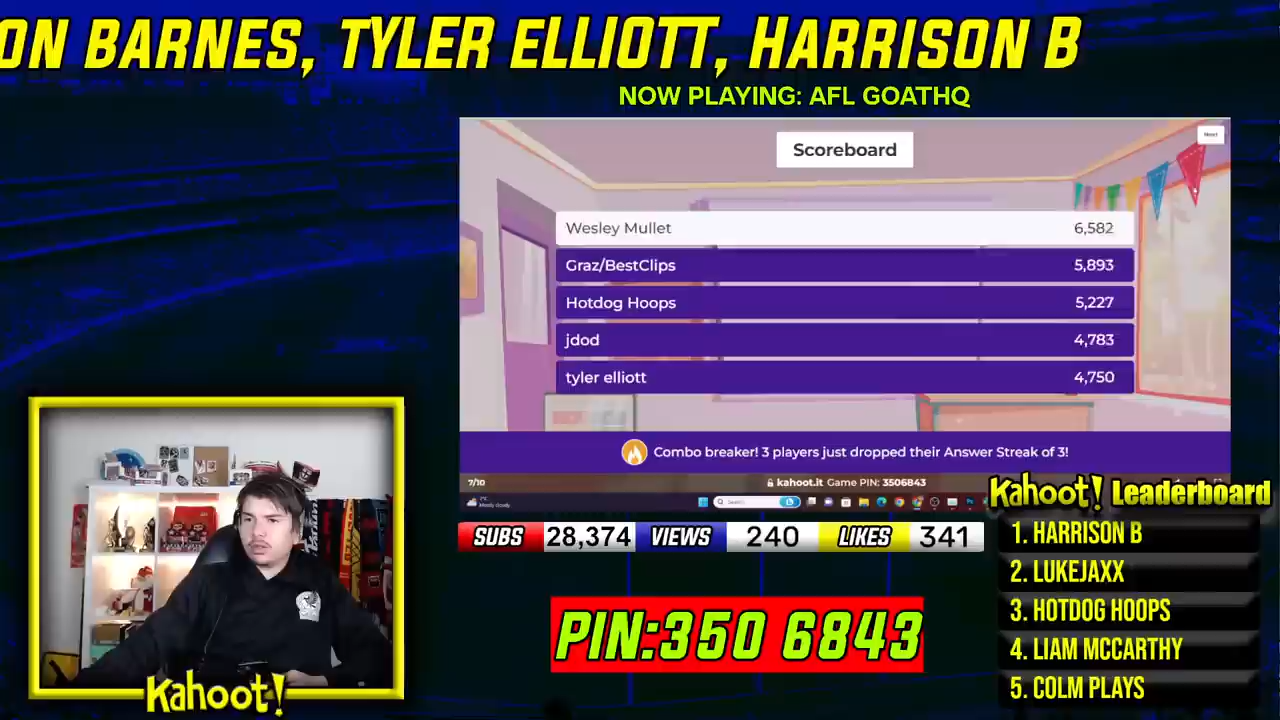 ON BARNES, TYLER ELLIOTT, HARRISON B
NOW PLAYING: AFL GOATHQ
Scoreboard
Next
Wesley Mullet 6,582
Graz/BestClips 5,893
Hotdog Hoops 5,227
jdod 4,783
tyler elliott 4,750
Combo breaker! 3 players just dropped their Answer Streak of 3!
7/10
kahoot.it Game PIN: 3506843
Search
SUBS 28,374 VIEWS 240 LIKES 341
PIN:350 6843
Kahoot!
Kahoot! Leaderboard
1. HARRISON B
2. LUKEJAXX
3. HOTDOG HOOPS
4. LIAM MCCARTHY
5. COLM PLAYS